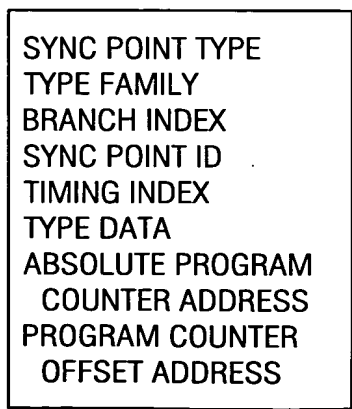 SYNC POINT TYPE
TYPE FAMILY
BRANCH INDEX
SYNC POINT ID
TIMING INDEX
TYPE DATA
ABSOLUTE PROGRAM
COUNTER ADDRESS
PROGRAM COUNTER
OFFSET ADDRESS